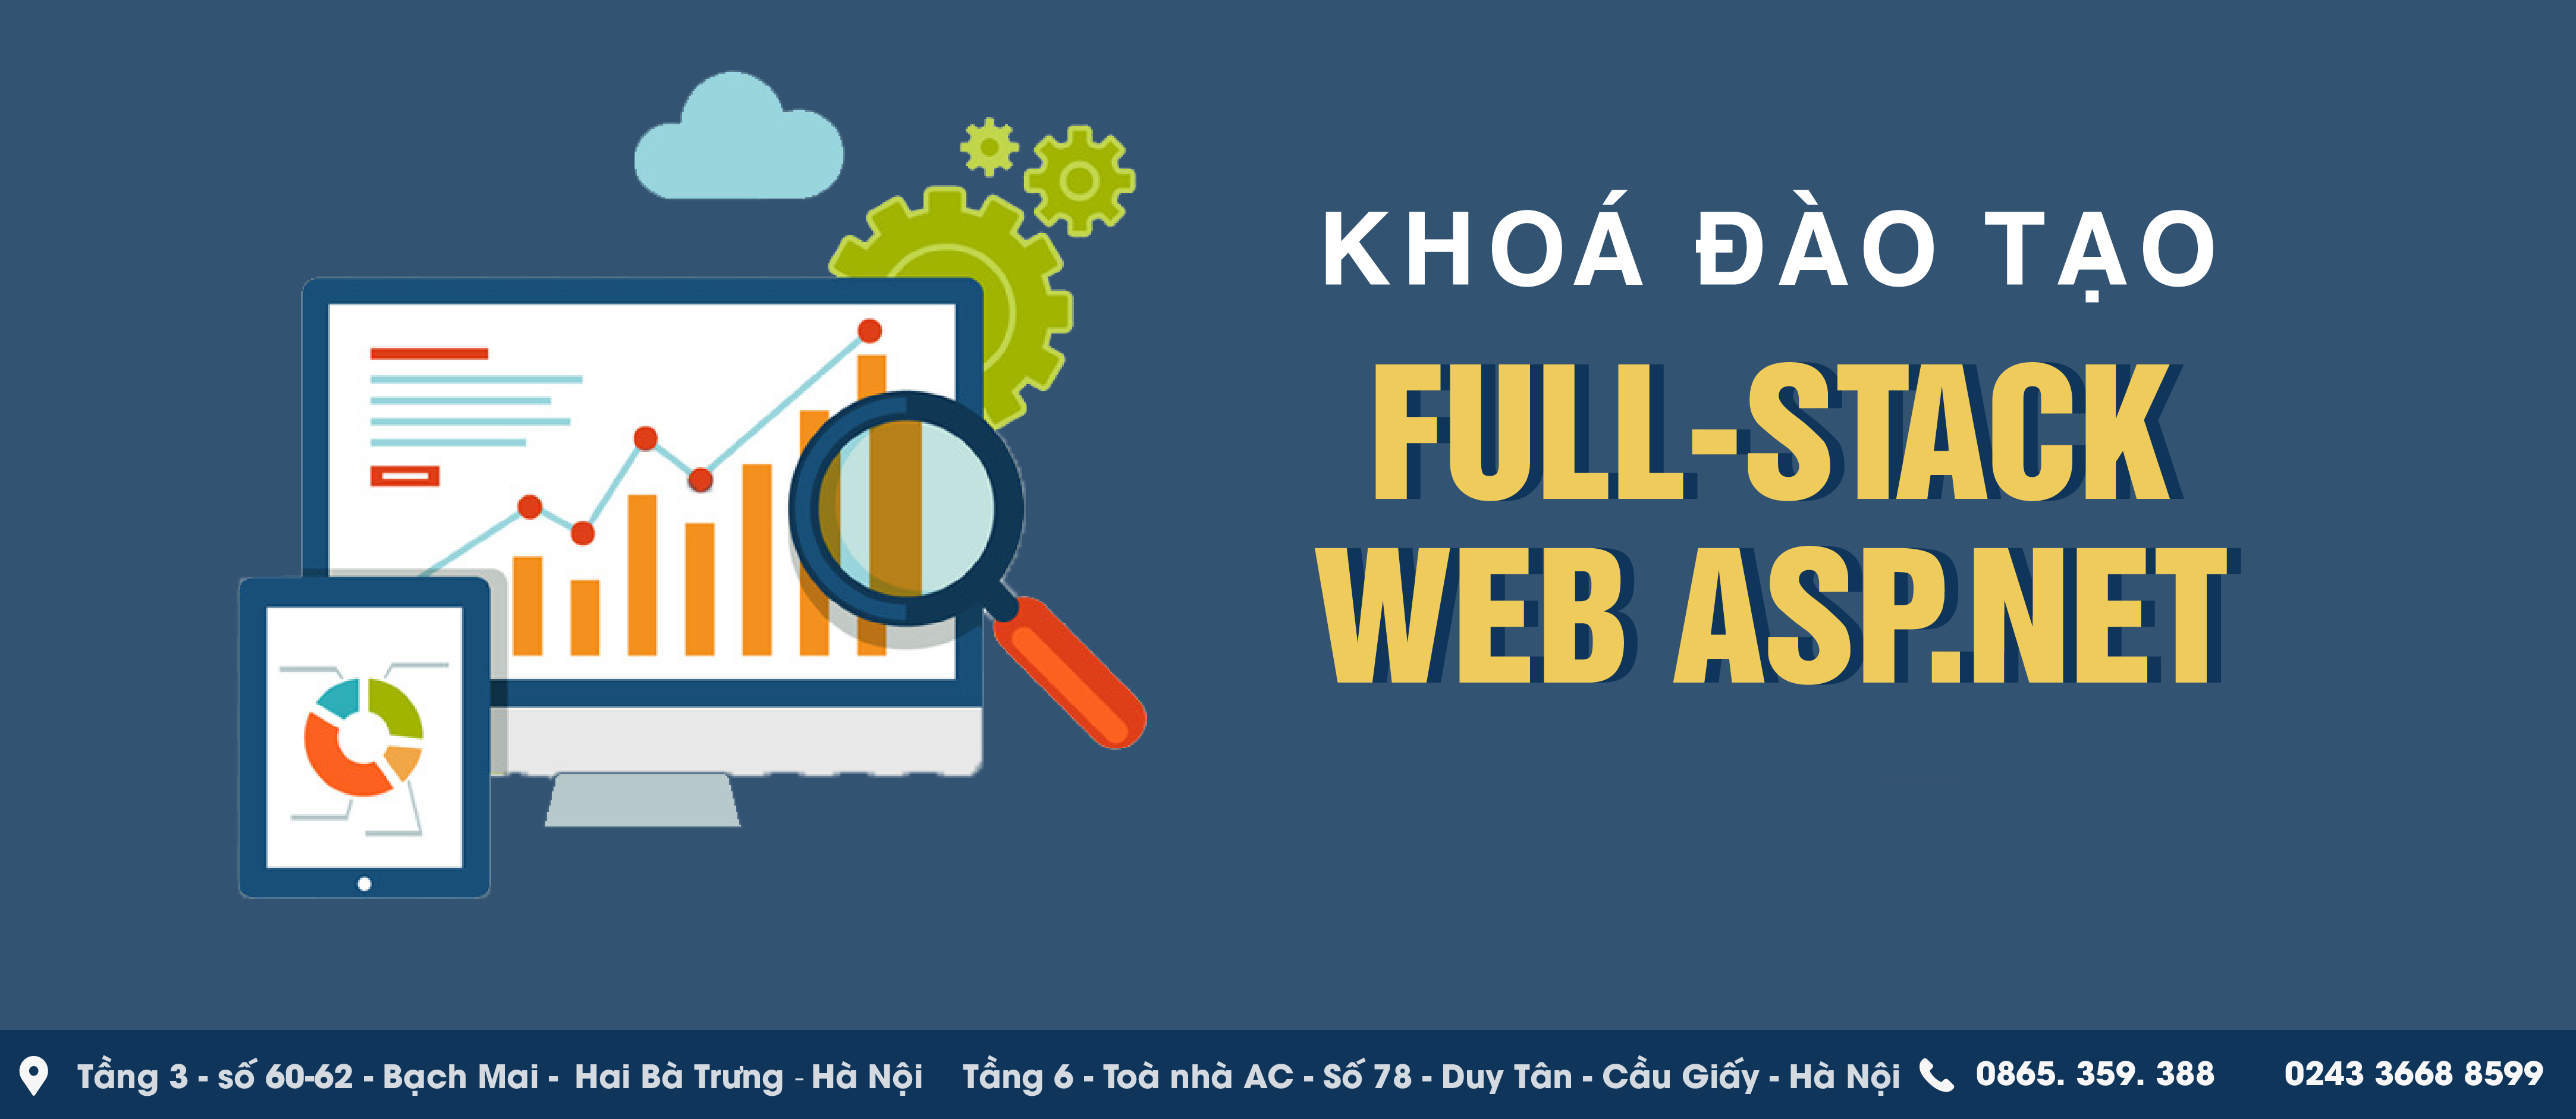 KHOÁ ĐÀO TẠO
FULL-STACK
WEB ASP.NET
Tầng 3 - số 60-62 - Bạch Mai - Hai Bà Trưng - Hà Nội Tầng 6 - Toà nhà AC - Số 78 - Duy Tân - Cầu Giấy - Hà Nội 0865. 359. 388 0243 3668 8599